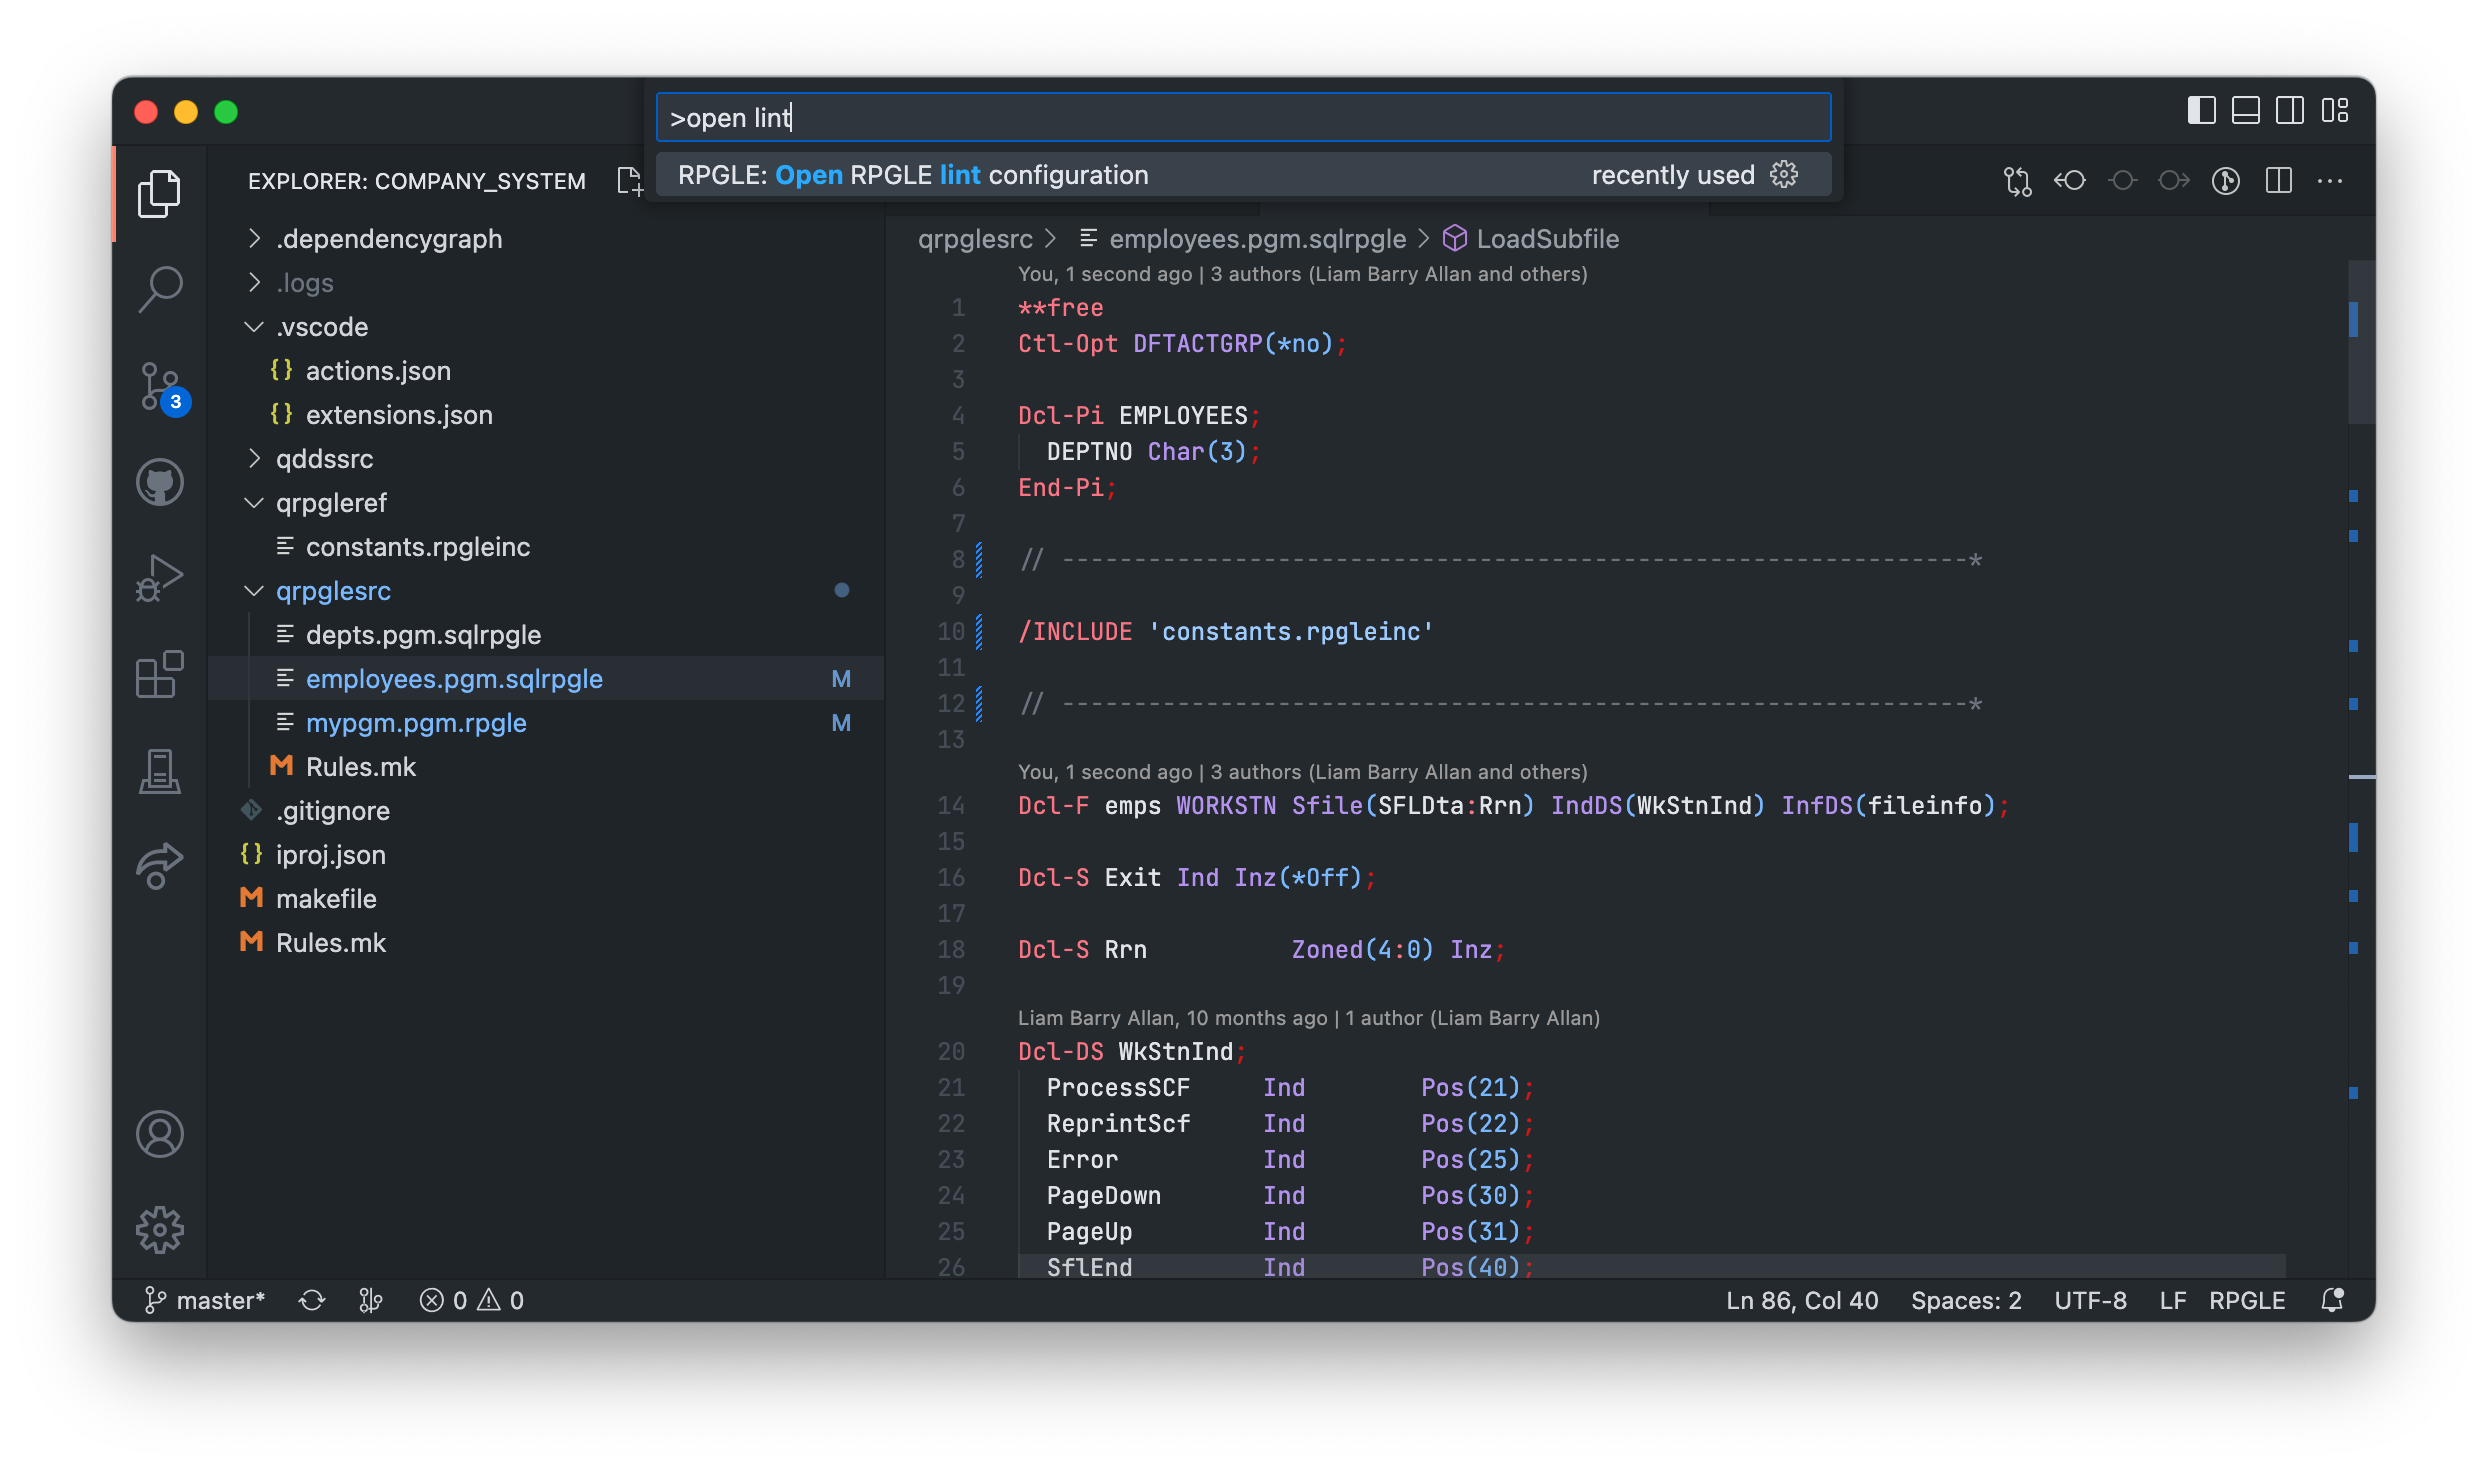 >open lint
RPGLE: Open RPGLE lint configuration recently used
EXPLORER: COMPANY_SYSTEM
.dependencygraph
.logs
.vscode
{} actions.json
{} extensions.json
qddssrc
qrpgleref
constants.rpgleinc
qrpglesrc
depts.pgm.sqlrpgle
employees.pgm.sqlrpgle M
mypgm.pgm.rpgle M
M Rules.mk
.gitignore
{} iproj.json
M makefile
M Rules.mk
3
qrpglesrc > employees.pgm.sqlrpgle > LoadSubfile
You, 1 second ago | 3 authors (Liam Barry Allan and others)
1 **free
2 Ctl-Opt DFTACTGRP(*no);
3
4 Dcl-Pi EMPLOYEES;
5 DEPTNO Char(3);
6 End-Pi;
7
8 // ---------------------------------------------------------------*
9
10 /INCLUDE 'constants.rpgleinc'
11
12 // ---------------------------------------------------------------*
13
You, 1 second ago | 3 authors (Liam Barry Allan and others)
14 Dcl-F emps WORKSTN Sfile(SFLDta:Rrn) IndDS(WkStnInd) InfDS(fileinfo);
15
16 Dcl-S Exit Ind Inz(*Off);
17
18 Dcl-S Rrn Zoned(4:0) Inz;
19
Liam Barry Allan, 10 months ago | 1 author (Liam Barry Allan)
20 Dcl-DS WkStnInd;
21 ProcessSCF Ind Pos(21);
22 ReprintScf Ind Pos(22);
23 Error Ind Pos(25);
24 PageDown Ind Pos(30);
25 PageUp Ind Pos(31);
26 SflEnd Ind Pos(40);
master* 0 0 Ln 86, Col 40 Spaces: 2 UTF-8 LF RPGLE